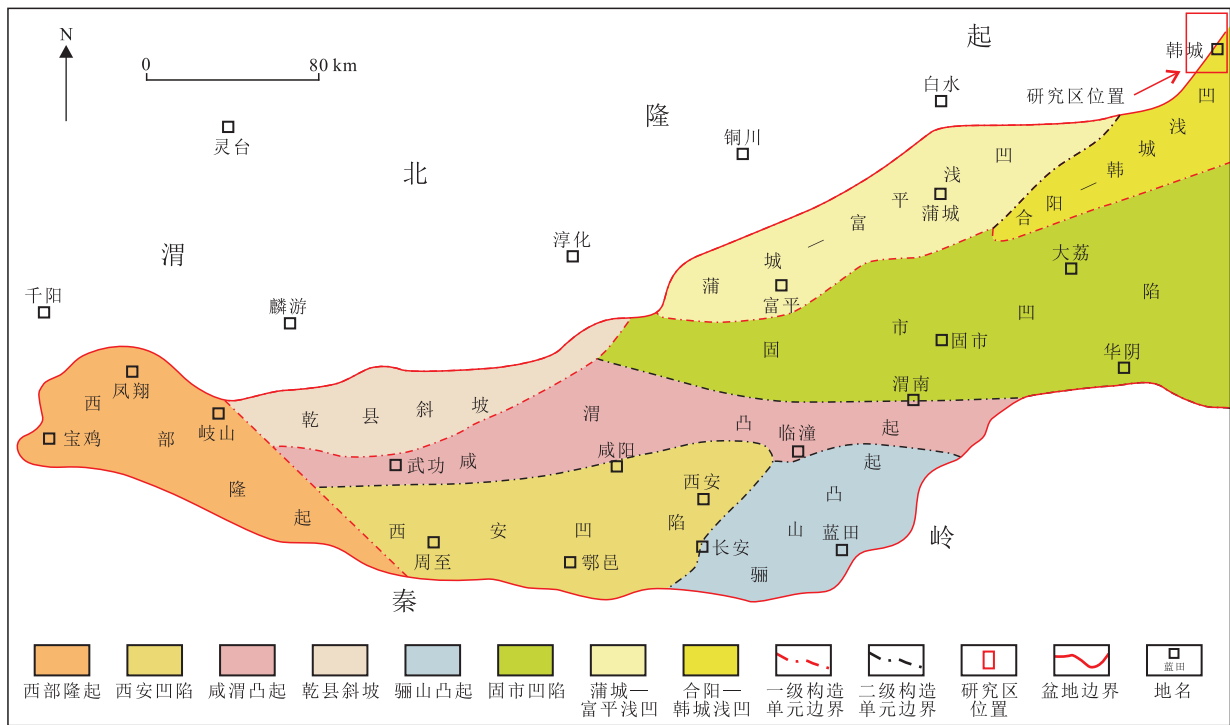 N
0 80 km
渭北隆起
秦岭
灵台
千阳
麟游
淳化
铜川
白水
韩城
研究区位置
合阳—韩城浅凹
蒲城—富平浅凹
蒲城
富平
大荔
固市凹陷
固市
华阴
渭南
乾县斜坡
咸渭凸起
武功
咸阳
临潼
西部隆起
凤翔
岐山
宝鸡
西安凹陷
西安
周至
鄠邑
长安
骊山凸起
蓝田
西部隆起
西安凹陷
咸渭凸起
乾县斜坡
骊山凸起
固市凹陷
蒲城—
富平浅凹
合阳—
韩城浅凹
一级构造
单元边界
二级构造
单元边界
研究区
位置
盆地边界
蓝田
地名